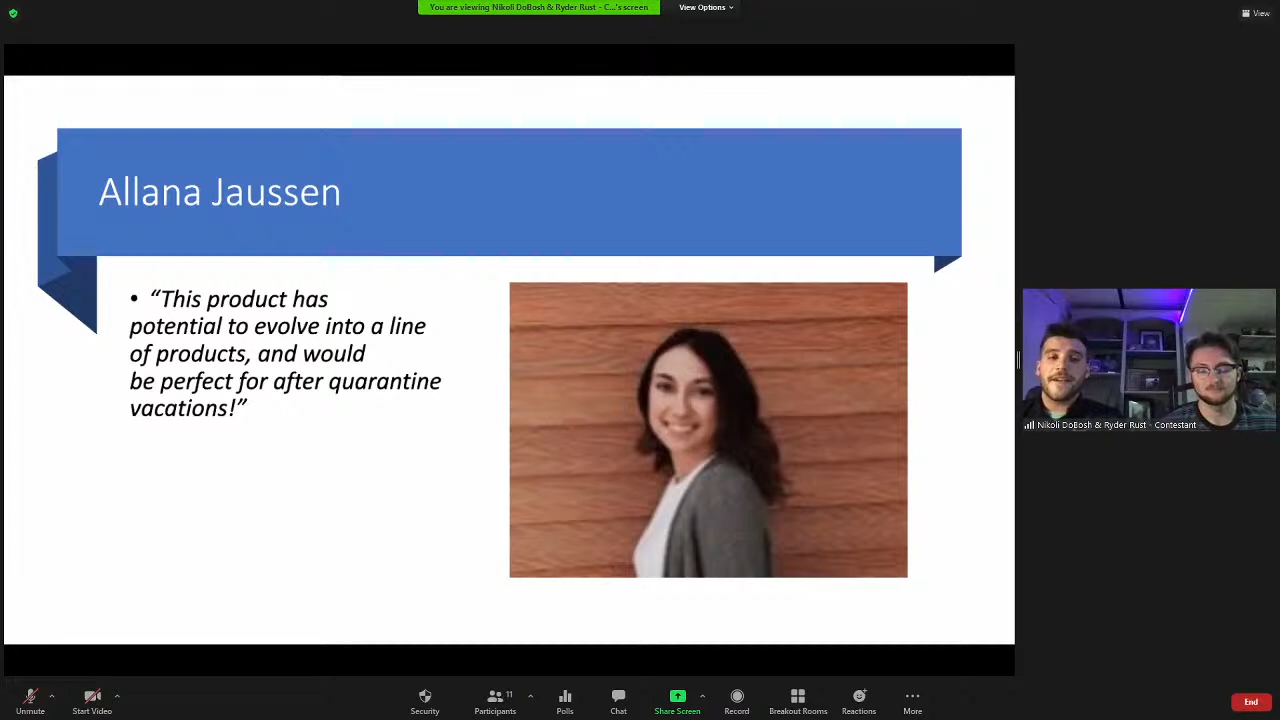 You are viewing Nikoli DoBosh & Ryder Rust - C...'s screen
View Options
View
Allana Jaussen
• “This product has
potential to evolve into a line
of products, and would
be perfect for after quarantine
vacations!”
Nikoli DoBosh & Ryder Rust - Contestant
11
Unmute
Start Video
Security
Participants
Polls
Chat
Share Screen
Record
Breakout Rooms
Reactions
More
End